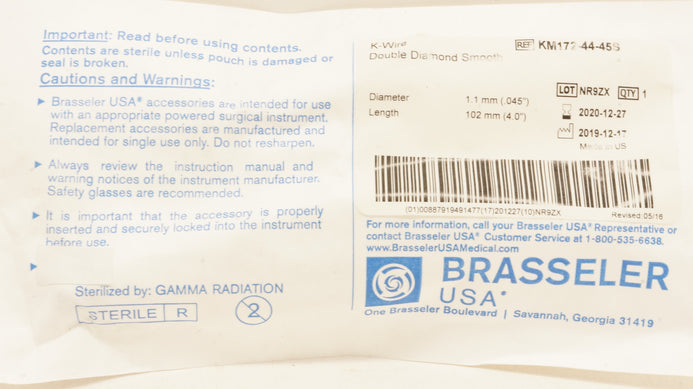 Important: Read before using contents.
Contents are sterile unless pouch is damaged or
seal is broken.
Cautions and Warnings:
Brasseler USA® accessories are intended for use
with an appropriate powered surgical instrument.
Replacement accessories are manufactured and
intended for single use only. Do not resharpen.
Always review the instruction manual and
warning notices of the instrument manufacturer.
Safety glasses are recommended.
It is important that the accessory is properly
inserted and securely locked into the instrument
before use.
Sterilized by: GAMMA RADIATION
STERILE R
2
K-Wire
Double Diamond Smooth
REF KM172-44-45S
Diameter 1.1 mm (.045")
Length 102 mm (4.0")
LOT NR9ZX QTY 1
2020-12-27
2019-12-17
Made in US
(01)00887919491477(17)201227(10)NR9ZX
Revised 05/16
For more information, call your Brasseler USA® Representative or
contact Brasseler USA® Customer Service at 1-800-535-6638.
www.BrasselerUSAMedical.com
BRASSELER
USA®
One Brasseler Boulevard | Savannah, Georgia 31419